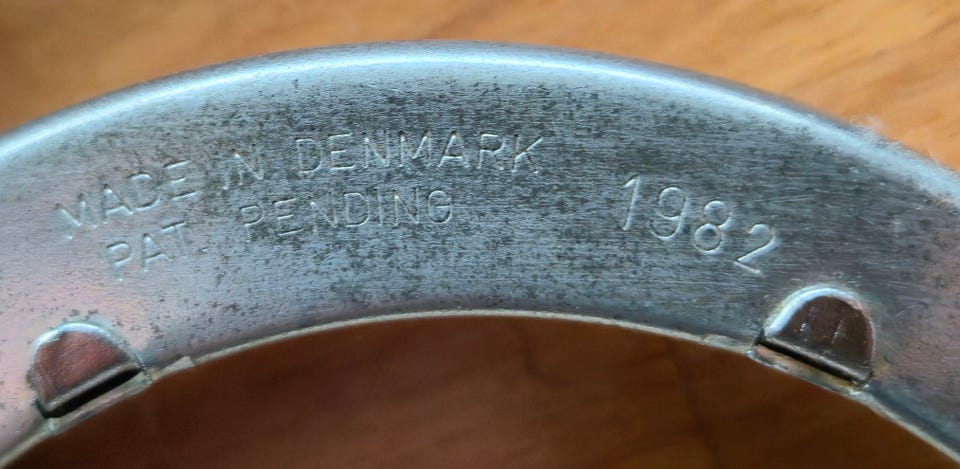 MADE IN DENMARK
PAT. PENDING
1982